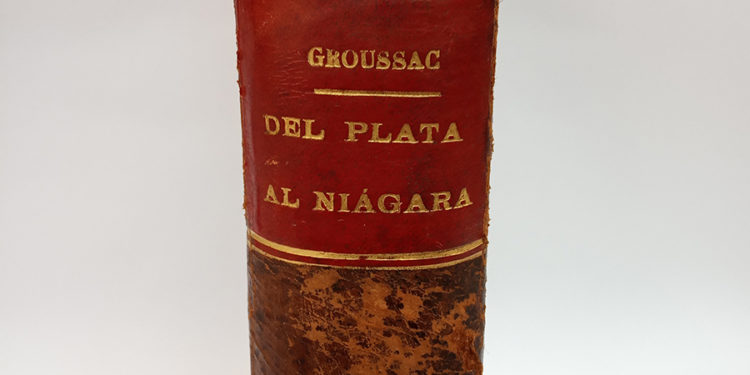 GROUSSAC
DEL PLATA
AL NIÁGARA